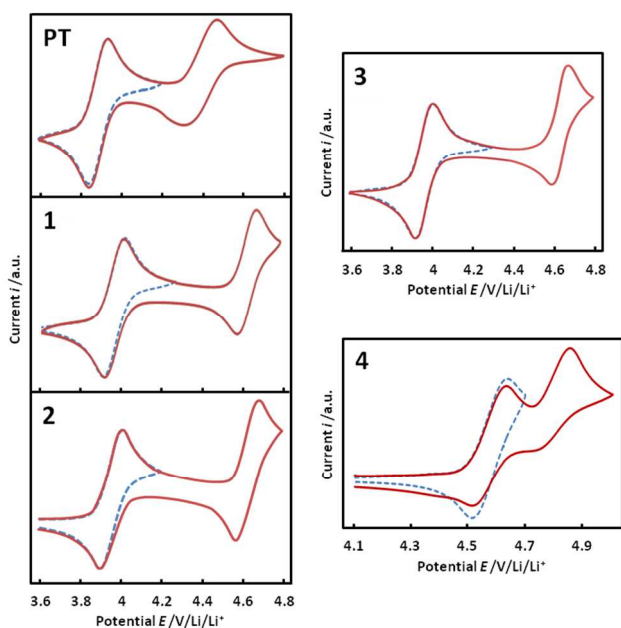 PT
1
Current i /a.u.
2
3.6 4 4.2 4.4 4.6 4.8
Potential E /V/Li/Li⁺
3
Current i /a.u.
3.6 3.8 4 4.2 4.4 4.6 4.8
Potential E /V/Li/Li⁺
4
Current i /a.u.
4.1 4.3 4.5 4.7 4.9
Potential E /V/Li/Li⁺